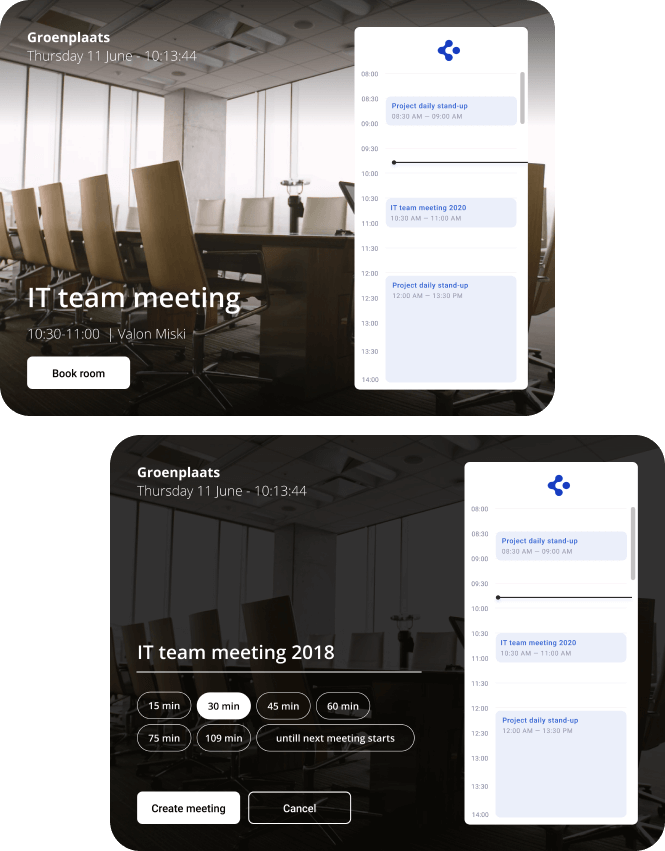 Groenplaats
Thursday 11 June - 10:13:44
IT team meeting
10:30-11:00 | Valon Miski
Book room
08:00
08:30
Project daily stand-up
08:30 AM — 09:00 AM
09:00
09:30
10:00
10:30
IT team meeting 2020
10:30 AM — 11:00 AM
11:00
11:30
12:00
Project daily stand-up
12:00 AM — 13:30 PM
12:30
13:00
13:30
14:00
Groenplaats
Thursday 11 June - 10:13:44
IT team meeting 2018
15 min
30 min
45 min
60 min
75 min
109 min
untill next meeting starts
Create meeting
Cancel
08:00
08:30
Project daily stand-up
08:30 AM — 09:00 AM
09:00
09:30
10:00
10:30
IT team meeting 2020
10:30 AM — 11:00 AM
11:00
11:30
12:00
Project daily stand-up
12:00 AM — 13:30 PM
12:30
13:00
13:30
14:00